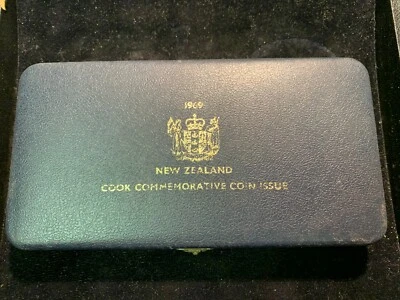 1969
NEW ZEALAND
COOK COMMEMORATIVE COIN ISSUE